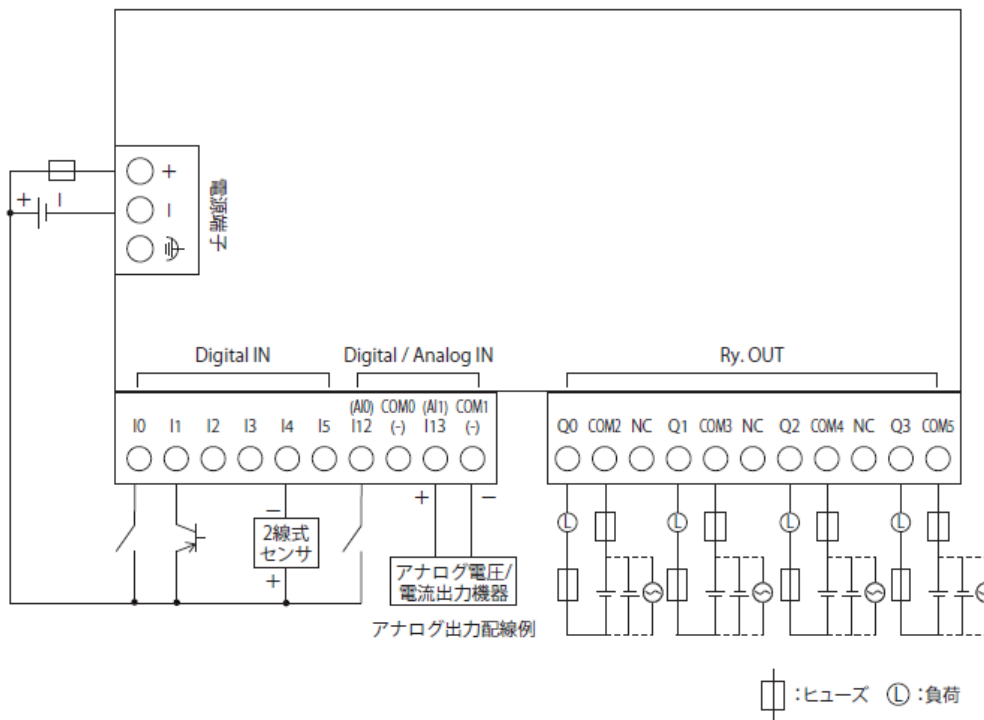 +
+ −
−
電源端子
Digital IN Digital / Analog IN Ry. OUT
(AI0) COM0 (AI1) COM1
I0 I1 I2 I3 I4 I5 I12 (-) I13 (-)
Q0 COM2 NC Q1 COM3 NC Q2 COM4 NC Q3 COM5
− + −
2線式
センサ
+
L L L L
アナログ電圧/
電流出力機器
アナログ出力配線例
:ヒューズ L :負荷